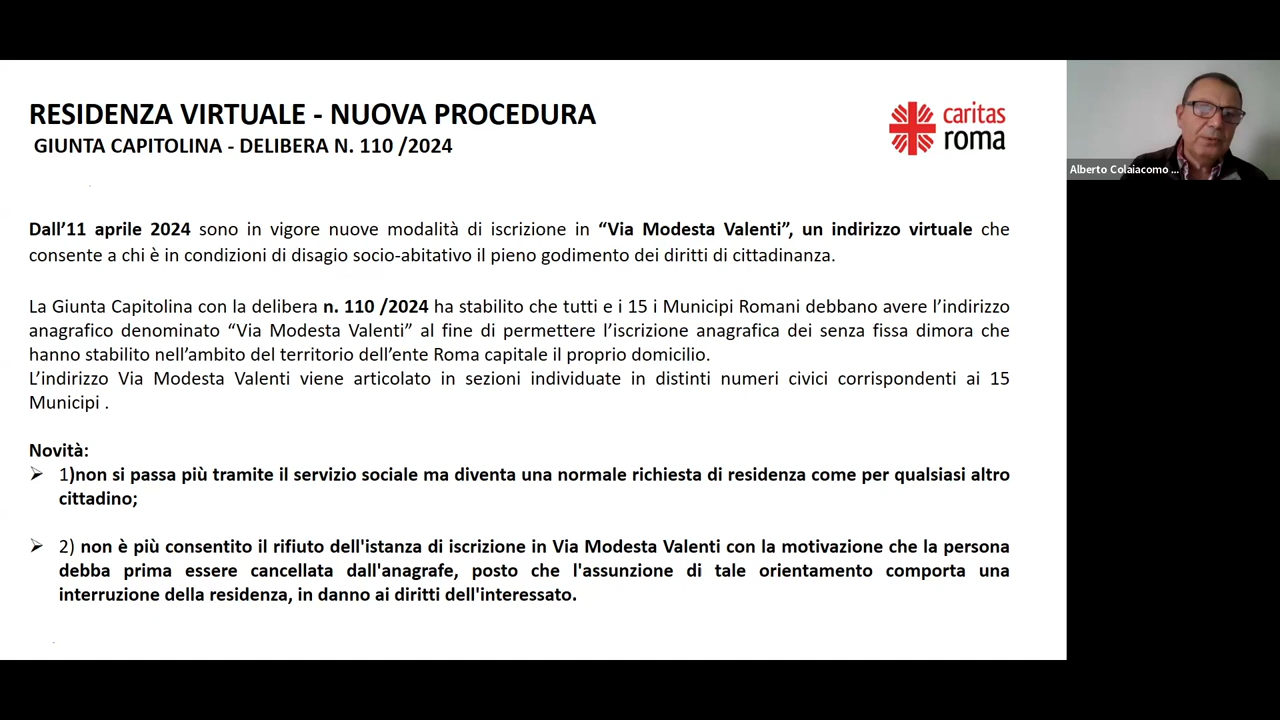 RESIDENZA VIRTUALE - NUOVA PROCEDURA
GIUNTA CAPITOLINA - DELIBERA N. 110 /2024
caritas
roma
Alberto Colaiacomo ...
Dall’11 aprile 2024 sono in vigore nuove modalità di iscrizione in “Via Modesta Valenti”, un indirizzo virtuale che
consente a chi è in condizioni di disagio socio-abitativo il pieno godimento dei diritti di cittadinanza.
La Giunta Capitolina con la delibera n. 110 /2024 ha stabilito che tutti e i 15 i Municipi Romani debbano avere l’indirizzo
anagrafico denominato “Via Modesta Valenti” al fine di permettere l’iscrizione anagrafica dei senza fissa dimora che
hanno stabilito nell’ambito del territorio dell’ente Roma capitale il proprio domicilio.
L’indirizzo Via Modesta Valenti viene articolato in sezioni individuate in distinti numeri civici corrispondenti ai 15
Municipi .
Novità:
➢ 1)non si passa più tramite il servizio sociale ma diventa una normale richiesta di residenza come per qualsiasi altro
cittadino;
➢ 2) non è più consentito il rifiuto dell'istanza di iscrizione in Via Modesta Valenti con la motivazione che la persona
debba prima essere cancellata dall'anagrafe, posto che l'assunzione di tale orientamento comporta una
interruzione della residenza, in danno ai diritti dell'interessato.